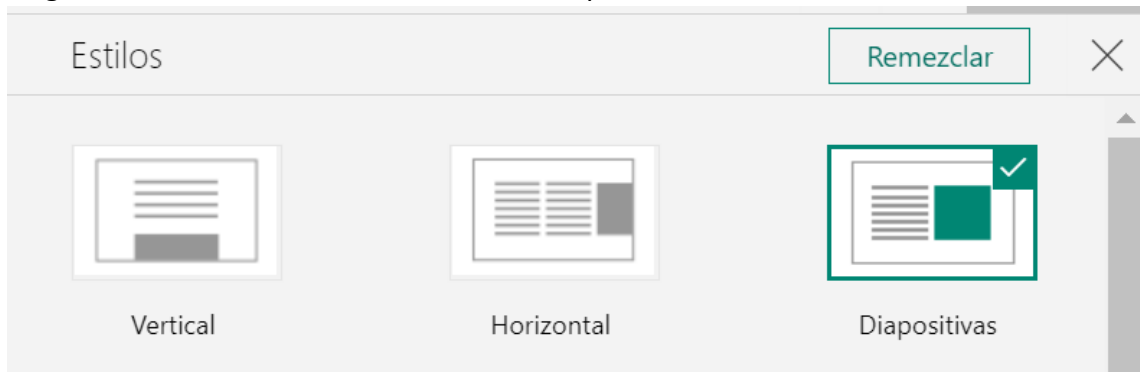 Estilos
Remezclar
Vertical
Horizontal
Diapositivas